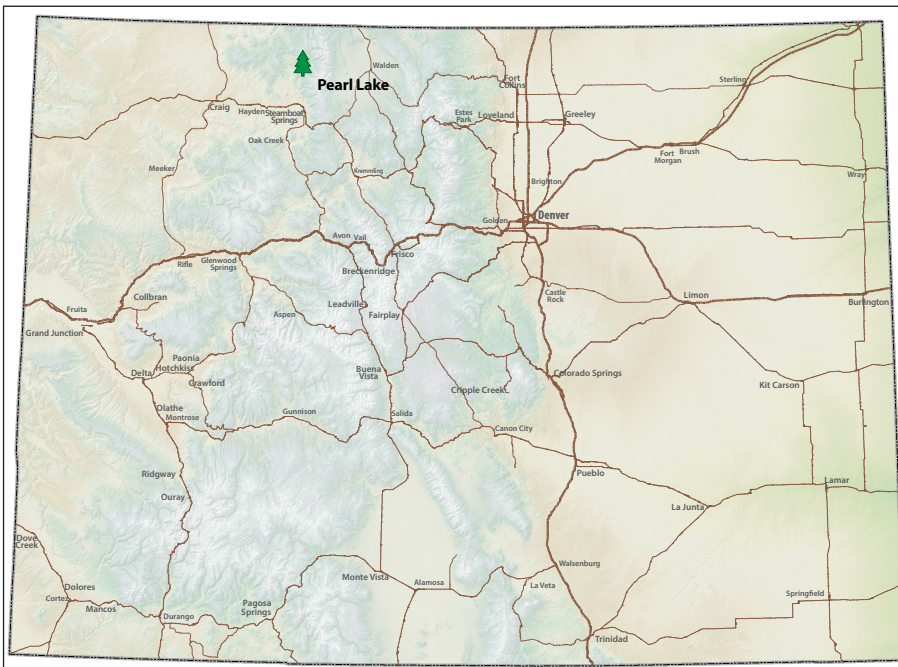 Pearl Lake
Walden
Fort
Collins
Sterling
Craig
Hayden
Steamboat
Springs
Estes
Park
Loveland
Greeley
Oak Creek
Fort
Morgan
Brush
Meeker
Kremmling
Wray
Brighton
Golden
Denver
Avon
Vail
Frisco
Rifle
Glenwood
Springs
Breckenridge
Castle
Rock
Limon
Burlington
Collbran
Leadville
Fruita
Aspen
Fairplay
Grand Junction
Paonia
Hotchkiss
Delta
Crawford
Buena
Vista
Colorado Springs
Cripple Creek
Kit Carson
Olathe
Montrose
Gunnison
Salida
Canon City
Ridgway
Pueblo
Ouray
Lamar
La Junta
Dove
Creek
Walsenburg
Monte Vista
Alamosa
La Veta
Dolores
Cortez
Mancos
Pagosa
Springs
Springfield
Durango
Trinidad